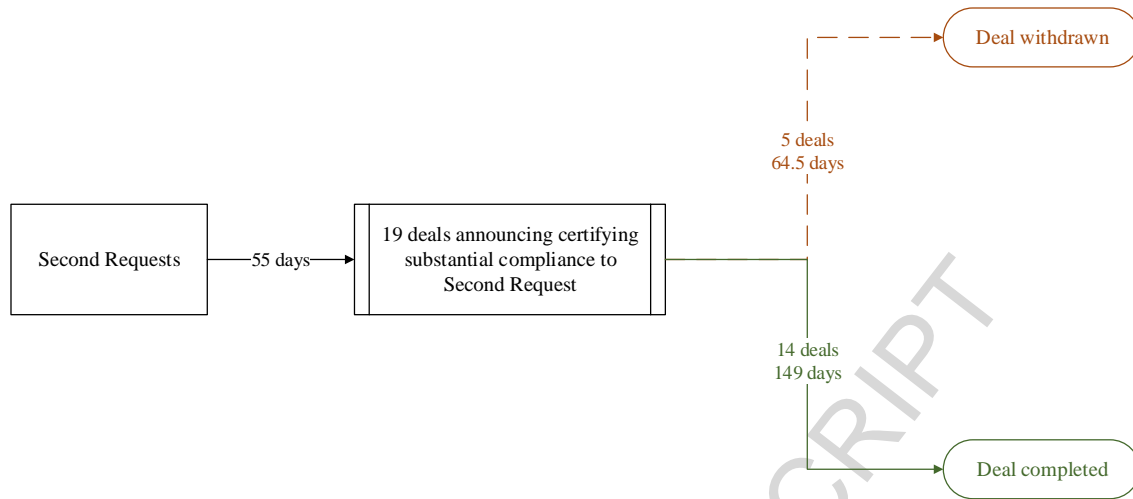 Deal withdrawn
5 deals
64.5 days
Second Requests
55 days
19 deals announcing certifying
substantial compliance to
Second Request
14 deals
149 days
Deal completed